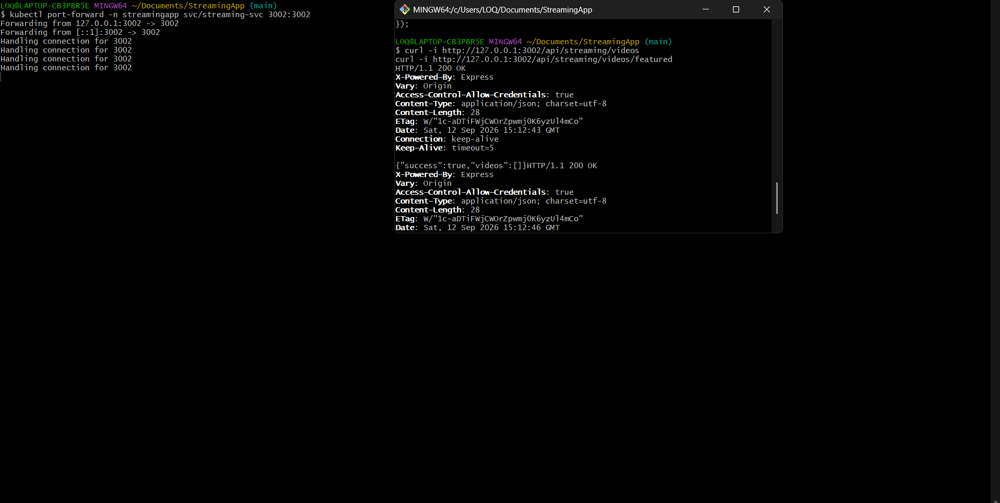 LOQ@LAPTOP-CB3PBR5E MINGW64 ~/Documents/StreamingApp (main)
$ kubectl port-forward -n streamingapp svc/streaming-svc 3002:3002
Forwarding from 127.0.0.1:3002 -> 3002
Forwarding from [::1]:3002 -> 3002
Handling connection for 3002
Handling connection for 3002
Handling connection for 3002
Handling connection for 3002
MINGW64:/c/Users/LOQ/Documents/StreamingApp
});
LOQ@LAPTOP-CB3PBR5E MINGW64 ~/Documents/StreamingApp (main)
$ curl -i http://127.0.0.1:3002/api/streaming/videos
curl -i http://127.0.0.1:3002/api/streaming/videos/featured
HTTP/1.1 200 OK
X-Powered-By: Express
Vary: Origin
Access-Control-Allow-Credentials: true
Content-Type: application/json; charset=utf-8
Content-Length: 28
ETag: W/"1c-aDTiFWjCWOrZpwmj0K6yzUl4mCo"
Date: Sat, 12 Sep 2026 15:12:43 GMT
Connection: keep-alive
Keep-Alive: timeout=5
{"success":true,"videos":[]}HTTP/1.1 200 OK
X-Powered-By: Express
Vary: Origin
Access-Control-Allow-Credentials: true
Content-Type: application/json; charset=utf-8
Content-Length: 28
ETag: W/"1c-aDTiFWjCWOrZpwmj0K6yzUl4mCo"
Date: Sat, 12 Sep 2026 15:12:46 GMT